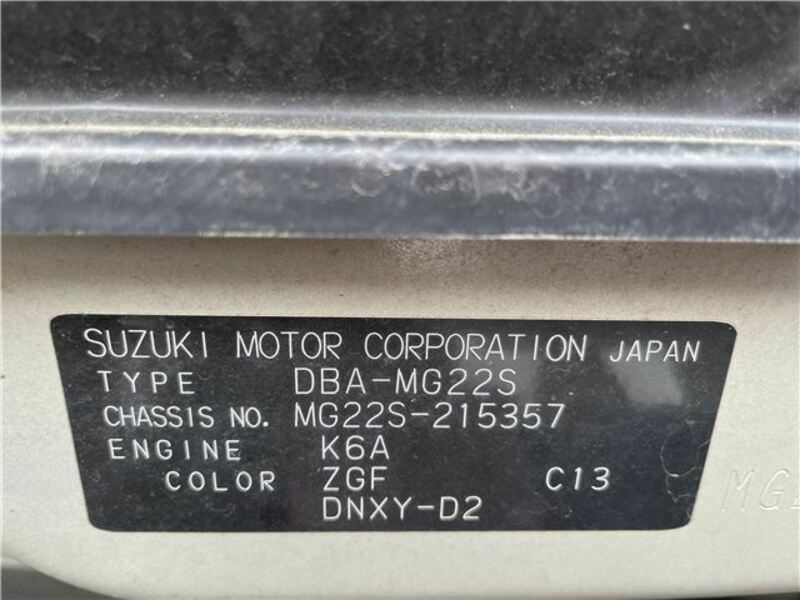 SUZUKI MOTOR CORPORATION JAPAN
TYPE DBA-MG22S
CHASSIS NO. MG22S-215357
ENGINE K6A
COLOR ZGF C13
DNXY-D2